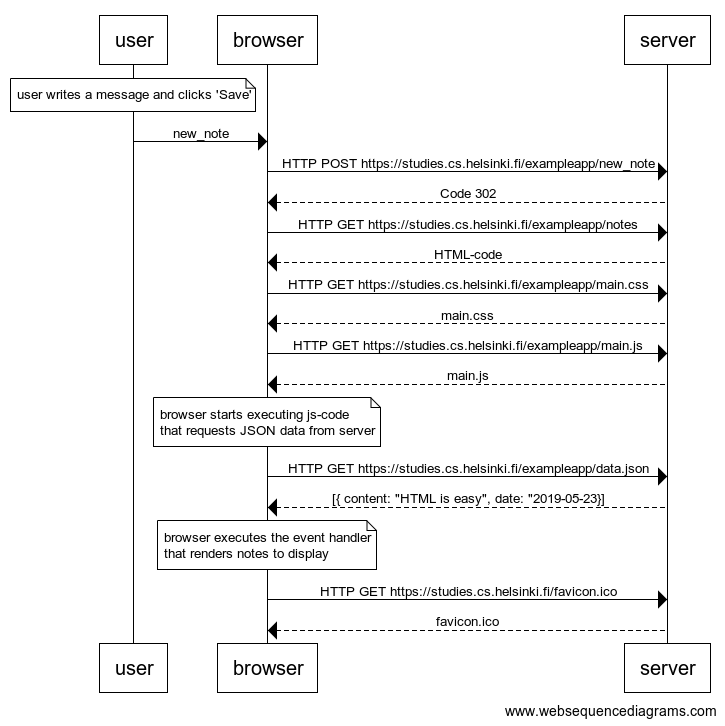 user browser server
user writes a message and clicks 'Save'
new_note
HTTP POST https://studies.cs.helsinki.fi/exampleapp/new_note
Code 302
HTTP GET https://studies.cs.helsinki.fi/exampleapp/notes
HTML-code
HTTP GET https://studies.cs.helsinki.fi/exampleapp/main.css
main.css
HTTP GET https://studies.cs.helsinki.fi/exampleapp/main.js
main.js
browser starts executing js-code
that requests JSON data from server
HTTP GET https://studies.cs.helsinki.fi/exampleapp/data.json
[{ content: "HTML is easy", date: "2019-05-23}]
browser executes the event handler
that renders notes to display
HTTP GET https://studies.cs.helsinki.fi/favicon.ico
favicon.ico
user browser server
www.websequencediagrams.com